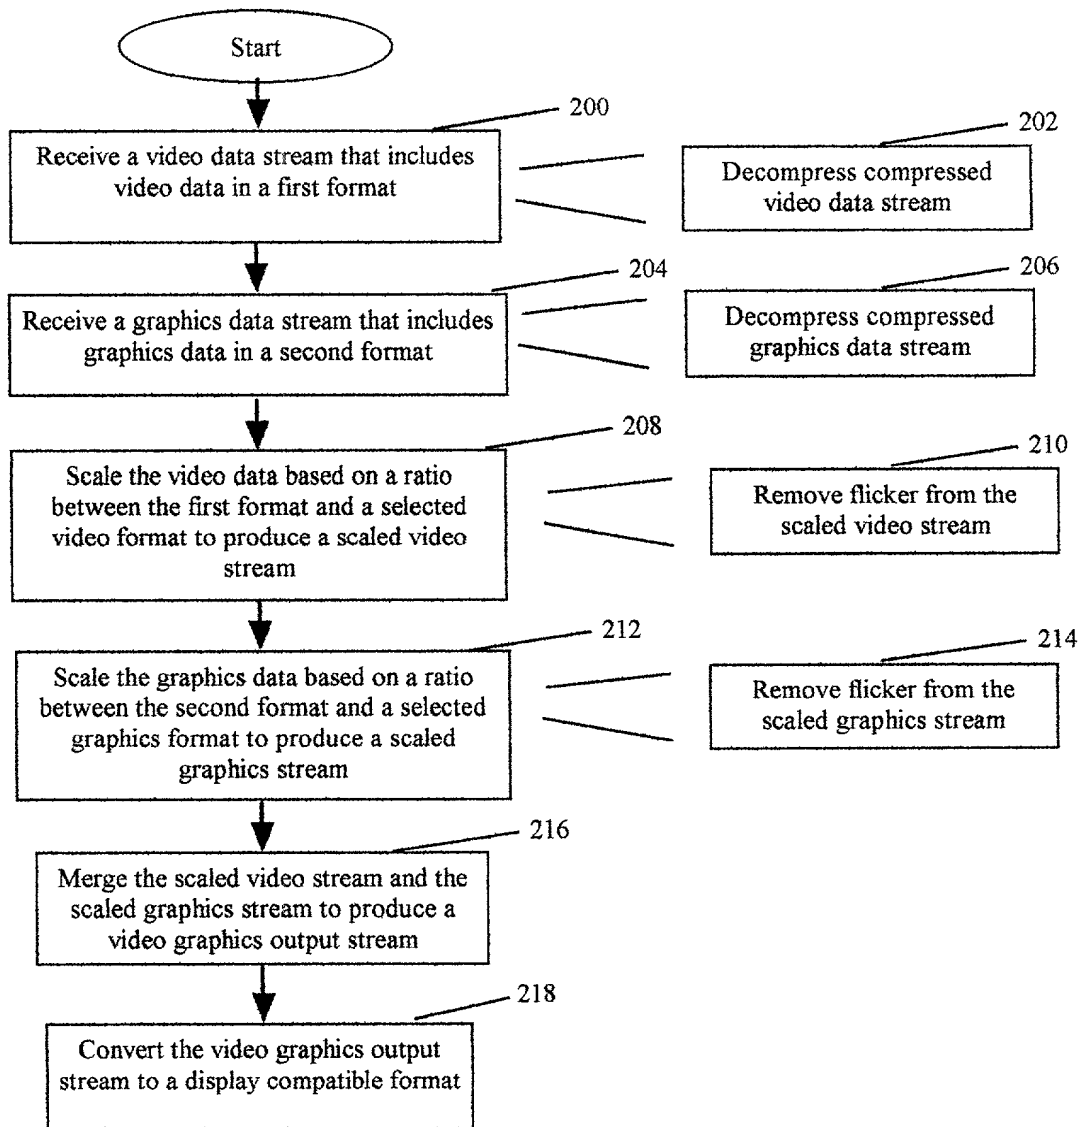 Start
200
Receive a video data stream that includes
video data in a first format
202
Decompress compressed
video data stream
204
Receive a graphics data stream that includes
graphics data in a second format
206
Decompress compressed
graphics data stream
208
Scale the video data based on a ratio
between the first format and a selected
video format to produce a scaled video
stream
210
Remove flicker from the
scaled video stream
212
Scale the graphics data based on a ratio
between the second format and a selected
graphics format to produce a scaled
graphics stream
214
Remove flicker from the
scaled graphics stream
216
Merge the scaled video stream and the
scaled graphics stream to produce a
video graphics output stream
218
Convert the video graphics output
stream to a display compatible format